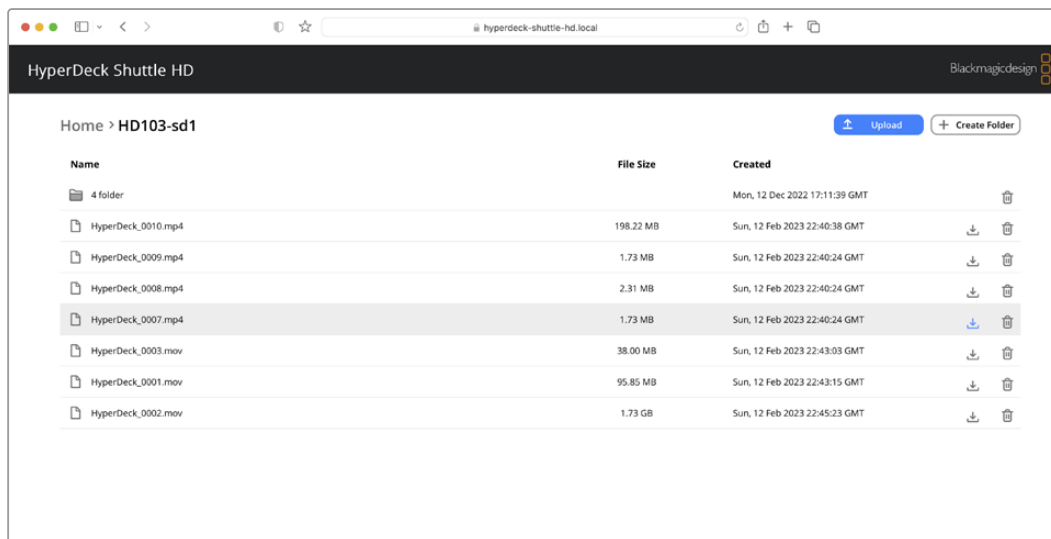 hyperdeck-shuttle-hd.local
HyperDeck Shuttle HD
Blackmagicdesign
Home > HD103-sd1
Upload
+ Create Folder
Name File Size Created
4 folder Mon, 12 Dec 2022 17:11:39 GMT
HyperDeck_0010.mp4 198.22 MB Sun, 12 Feb 2023 22:40:38 GMT
HyperDeck_0009.mp4 1.73 MB Sun, 12 Feb 2023 22:40:24 GMT
HyperDeck_0008.mp4 2.31 MB Sun, 12 Feb 2023 22:40:24 GMT
HyperDeck_0007.mp4 1.73 MB Sun, 12 Feb 2023 22:40:24 GMT
HyperDeck_0003.mov 38.00 MB Sun, 12 Feb 2023 22:43:03 GMT
HyperDeck_0001.mov 95.85 MB Sun, 12 Feb 2023 22:43:15 GMT
HyperDeck_0002.mov 1.73 GB Sun, 12 Feb 2023 22:45:23 GMT